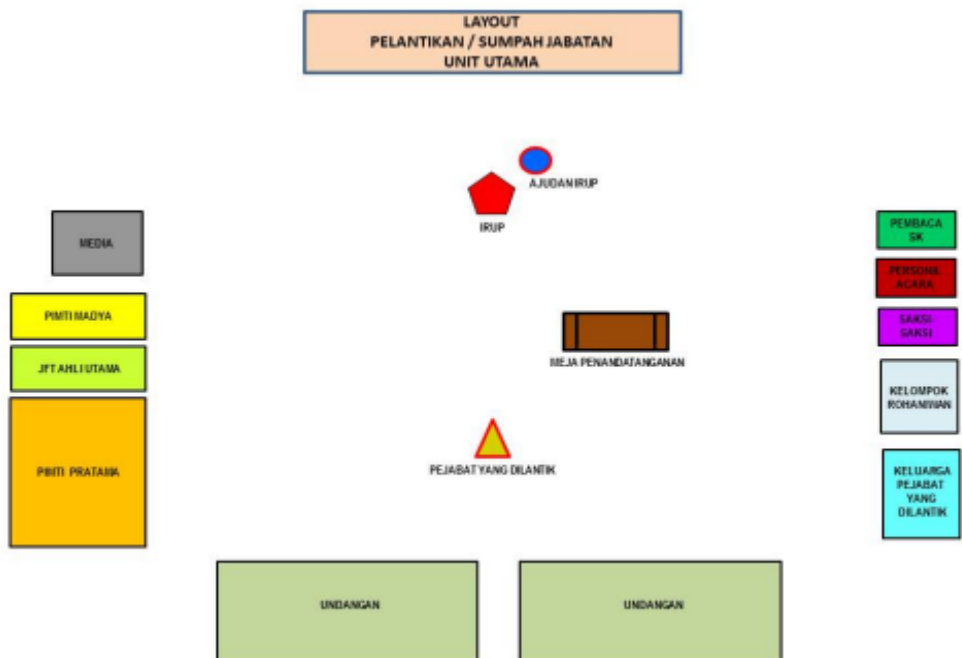 LAYOUT
PELANTIKAN / SUMPAH JABATAN
UNIT UTAMA
AJUDAN IRUP
IRUP
MEDIA
PIMTI MADYA
JFT AHLI UTAMA
PIMTI PRATAMA
PEMBACA
SK
PERSONIL
ACARA
SAKSI-
SAKSI
KELOMPOK
ROHANIWAN
KELUARGA
PEJABAT
YANG
DILANTIK
MEJA PENANDATANGANAN
PEJABAT YANG DILANTIK
UNDANGAN
UNDANGAN